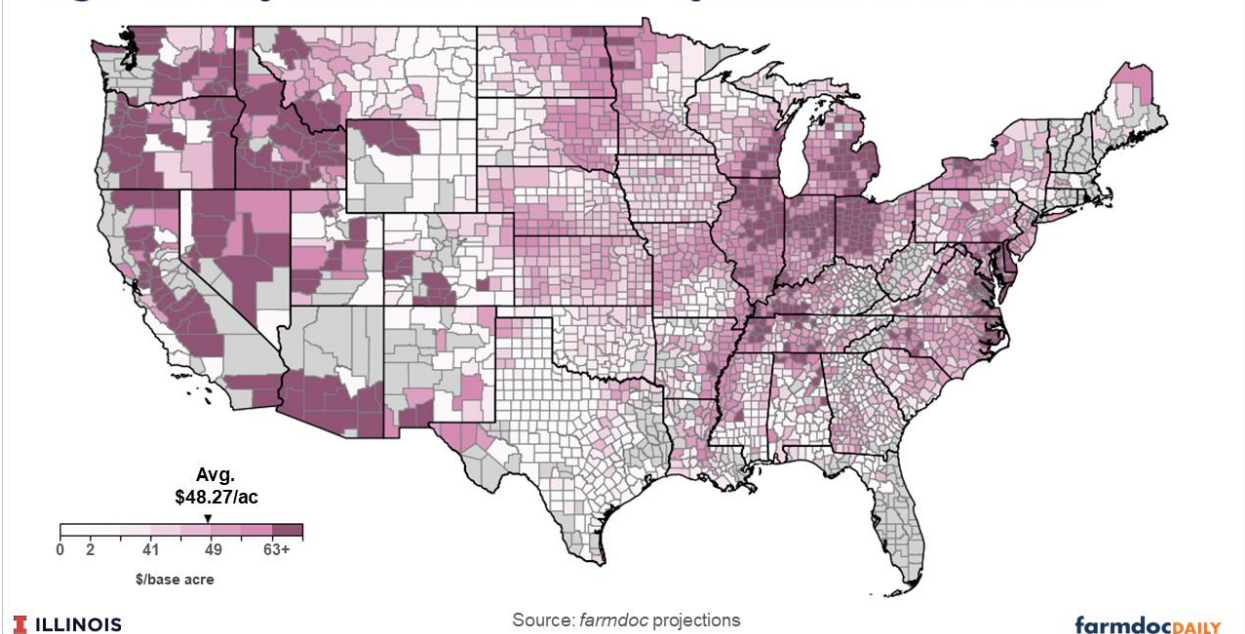 Avg.
$48.27/ac
0 2 41 49 63+
$/base acre
ILLINOIS
Source: farmdoc projections
farmdocDAILY